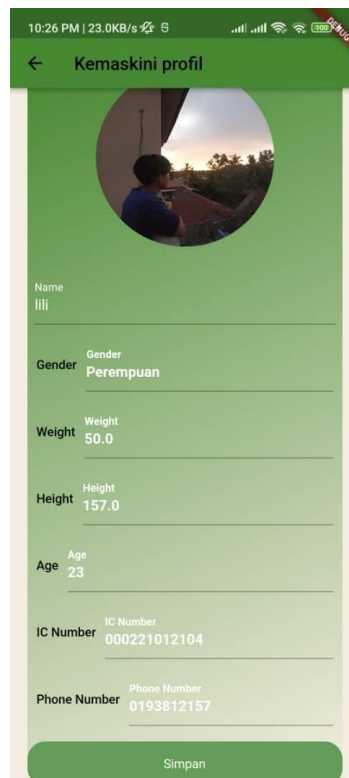 10:26 PM | 23.0KB/s
100
DEBUG
Kemaskini profil
Name
lili
Gender
Gender
Perempuan
Weight
Weight
50.0
Height
Height
157.0
Age
Age
23
IC Number
IC Number
000221012104
Phone Number
Phone Number
0193812157
Simpan